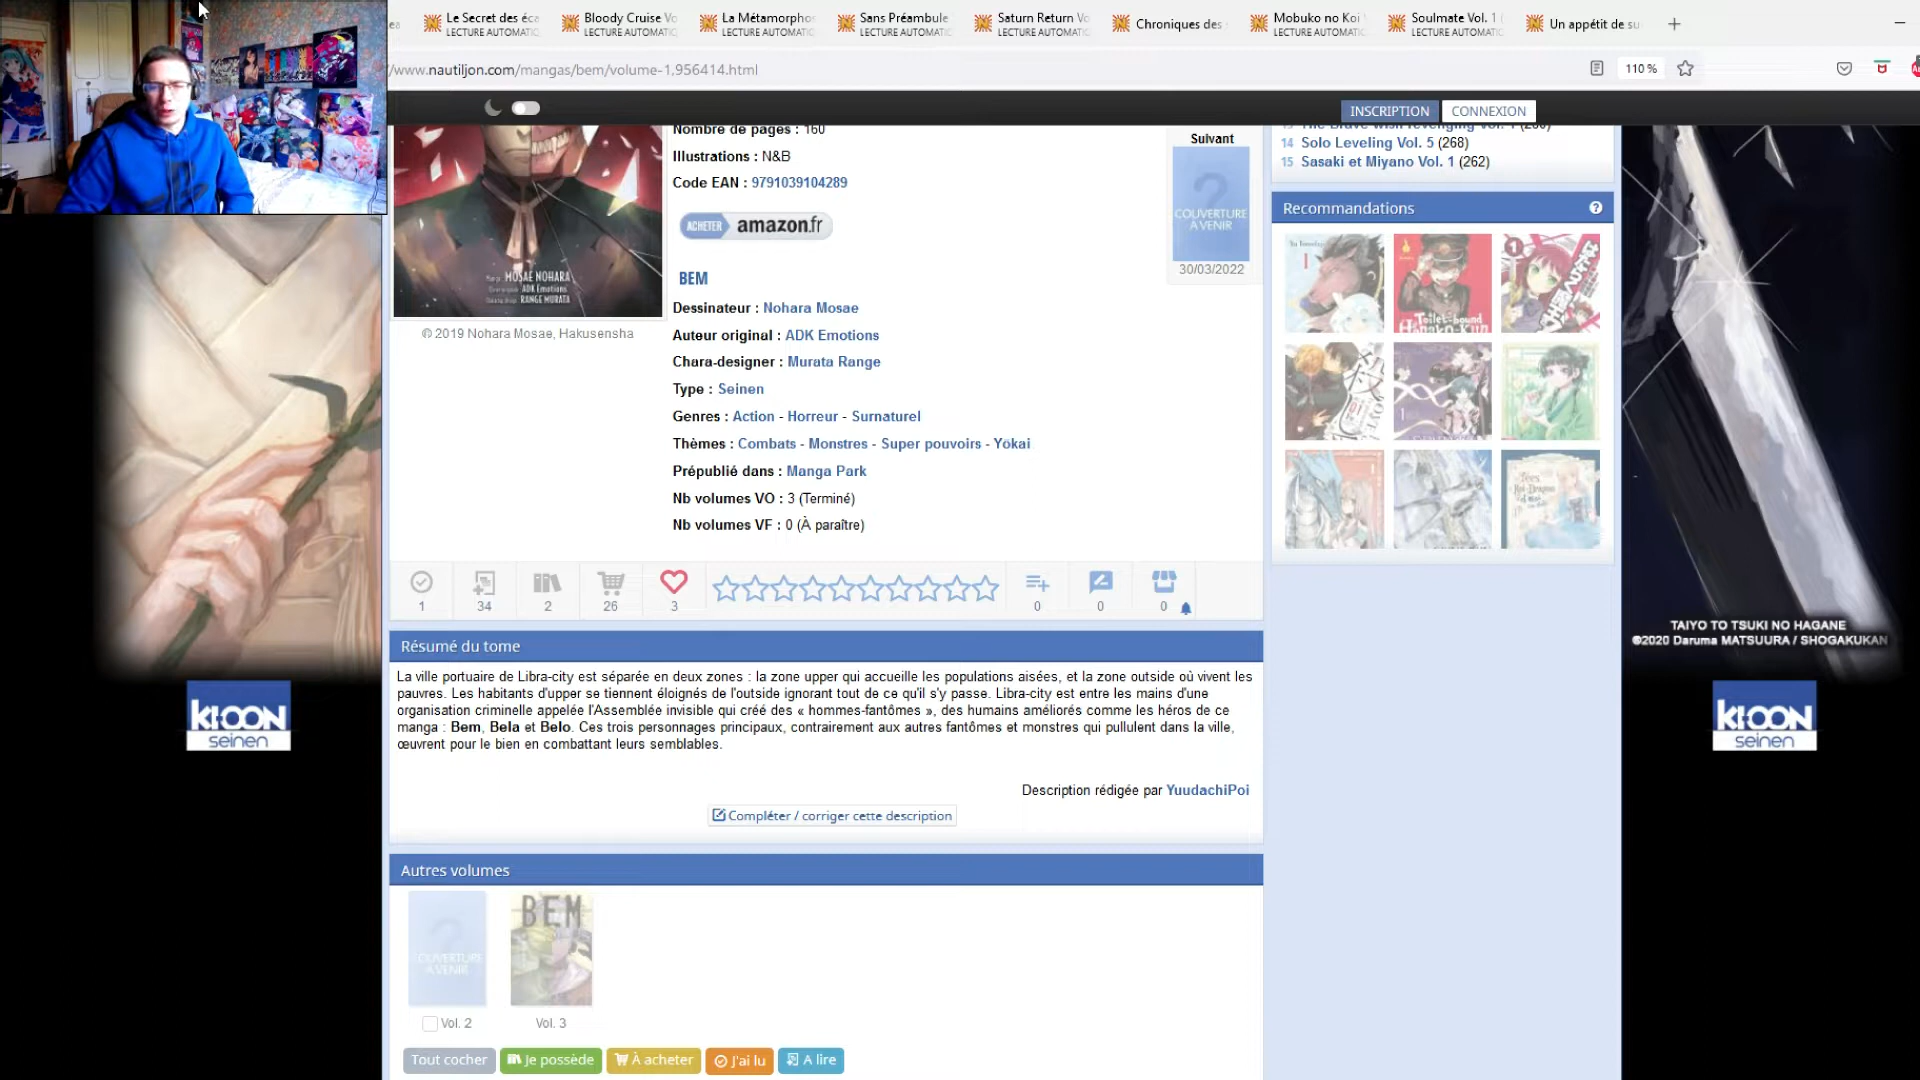 Le Secret des éca
LECTURE AUTOMATIC
Bloody Cruise Vo
LECTURE AUTOMATIC
La Métamorphos
LECTURE AUTOMATIC
Sans Préambule
LECTURE AUTOMATIC
Saturn Return Vo
LECTURE AUTOMATIC
Chroniques des
Mobuko no Koi
LECTURE AUTOMATIC
Soulmate Vol. 1 (
LECTURE AUTOMATIC
Un appétit de su
/www.nautiljon.com/mangas/bem/volume-1,956414.html
110 %
INSCRIPTION
CONNEXION
Nombre de pages : 160
Illustrations : N&B
Code EAN : 9791039104289
ACHETER amazon.fr
MOSAE NOHARA
ADK Emotions
RANGE MURATA
© 2019 Nohara Mosae, Hakusensha
BEM
Dessinateur : Nohara Mosae
Auteur original : ADK Emotions
Chara-designer : Murata Range
Type : Seinen
Genres : Action - Horreur - Surnaturel
Thèmes : Combats - Monstres - Super pouvoirs - Yōkai
Prépublié dans : Manga Park
Nb volumes VO : 3 (Terminé)
Nb volumes VF : 0 (À paraître)
Suivant
?
COUVERTURE
A VENIR
30/03/2022
14 Solo Leveling Vol. 5 (268)
15 Sasaki et Miyano Vol. 1 (262)
Recommandations
?
Toilet-bound
Hanako-Kun
1
34
2
26
3
0
0
0
Résumé du tome
La ville portuaire de Libra-city est séparée en deux zones : la zone upper qui accueille les populations aisées, et la zone outside où vivent les
pauvres. Les habitants d'upper se tiennent éloignés de l'outside ignorant tout de ce qu'il s'y passe. Libra-city est entre les mains d'une
organisation criminelle appelée l'Assemblée invisible qui créé des « hommes-fantômes », des humains améliorés comme les héros de ce
manga : Bem, Bela et Belo. Ces trois personnages principaux, contrairement aux autres fantômes et monstres qui pullulent dans la ville,
œuvrent pour le bien en combattant leurs semblables.
Description rédigée par YuudachiPoi
Compléter / corriger cette description
Autres volumes
?
COUVERTURE
A VENIR
BEM
Vol. 2
Vol. 3
Tout cocher
Je possède
À acheter
J'ai lu
A lire
KI-OON
seinen
TAIYO TO TSUKI NO HAGANE
©2020 Daruma MATSUURA / SHOGAKUKAN
KI-OON
seinen